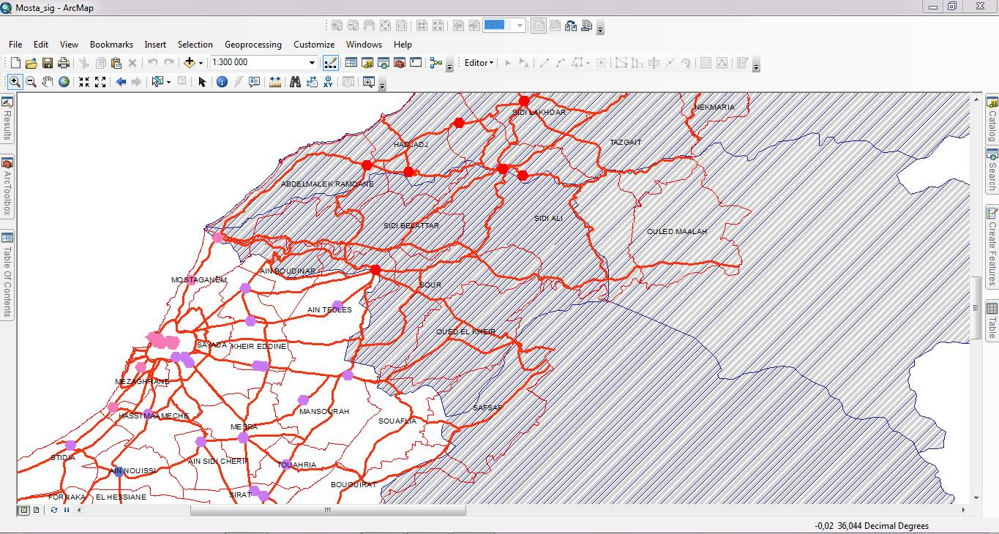 Mosta_sig - ArcMap
100%
File Edit View Bookmarks Insert Selection Geoprocessing Customize Windows Help
1:300 000
Editor
XY
Results
ArcToolbox
Table Of Contents
Catalog
Search
Create Features
Table
SIDI LAKHDAR
NEKMARIA
HADJADJ
TAZGAIT
ABDELMALEK RAMDANE
SIDI BELATTAR
SIDI ALI
OULED MAALAH
AIN BOUDINAR
MOSTAGANEM
SOUR
AIN TEDLES
OUED EL KHEIR
SAYADA
KHEIR EDDINE
MEZAGHRANE
SAFSAF
MANSOURAH
HASSI MAAMECHE
SOUAFLIA
MESRA
STIDIA
AIN SIDI CHERIF
TOUAHRIA
AIN NOUISSI
BOUGUIRAT
FORNAKA
EL HESSIANE
SIRAT
-0,02 36,044 Decimal Degrees